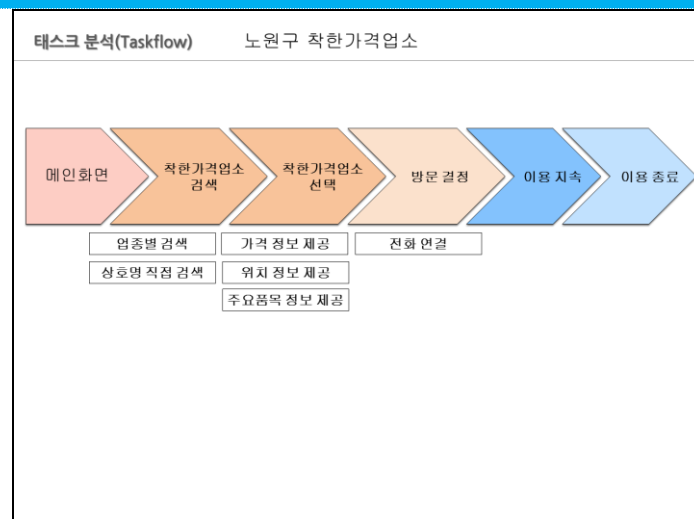 태스크 분석(Taskflow) 노원구 착한가격업소
메인화면
착한가격업소
검색
착한가격업소
선택
방문 결정
이용 지속
이용 종료
업종별 검색
상호명 직접 검색
가격 정보 제공
위치 정보 제공
주요품목 정보 제공
전화 연결